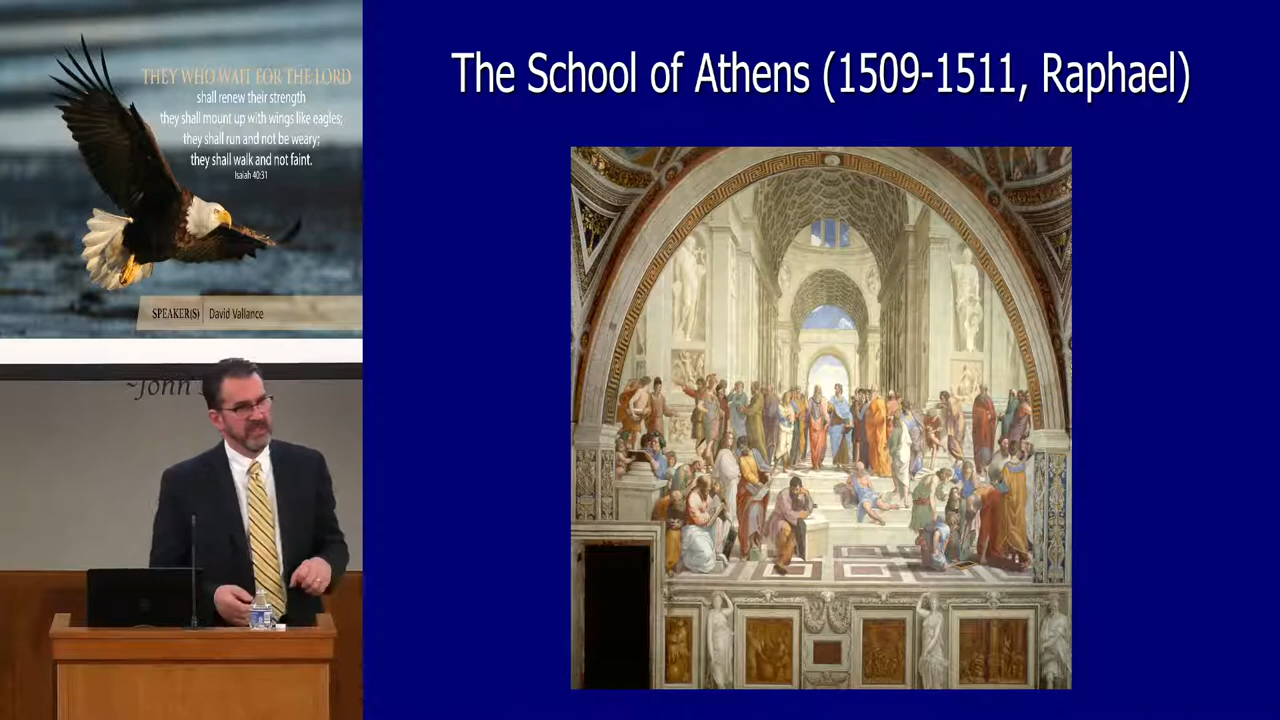 THEY WHO WAIT FOR THE LORD
shall renew their strength
they shall mount up with wings like eagles;
they shall run and not be weary;
they shall walk and not faint.
Isaiah 40:31
SPEAKER(S) David Vallance
~John
The School of Athens (1509-1511, Raphael)